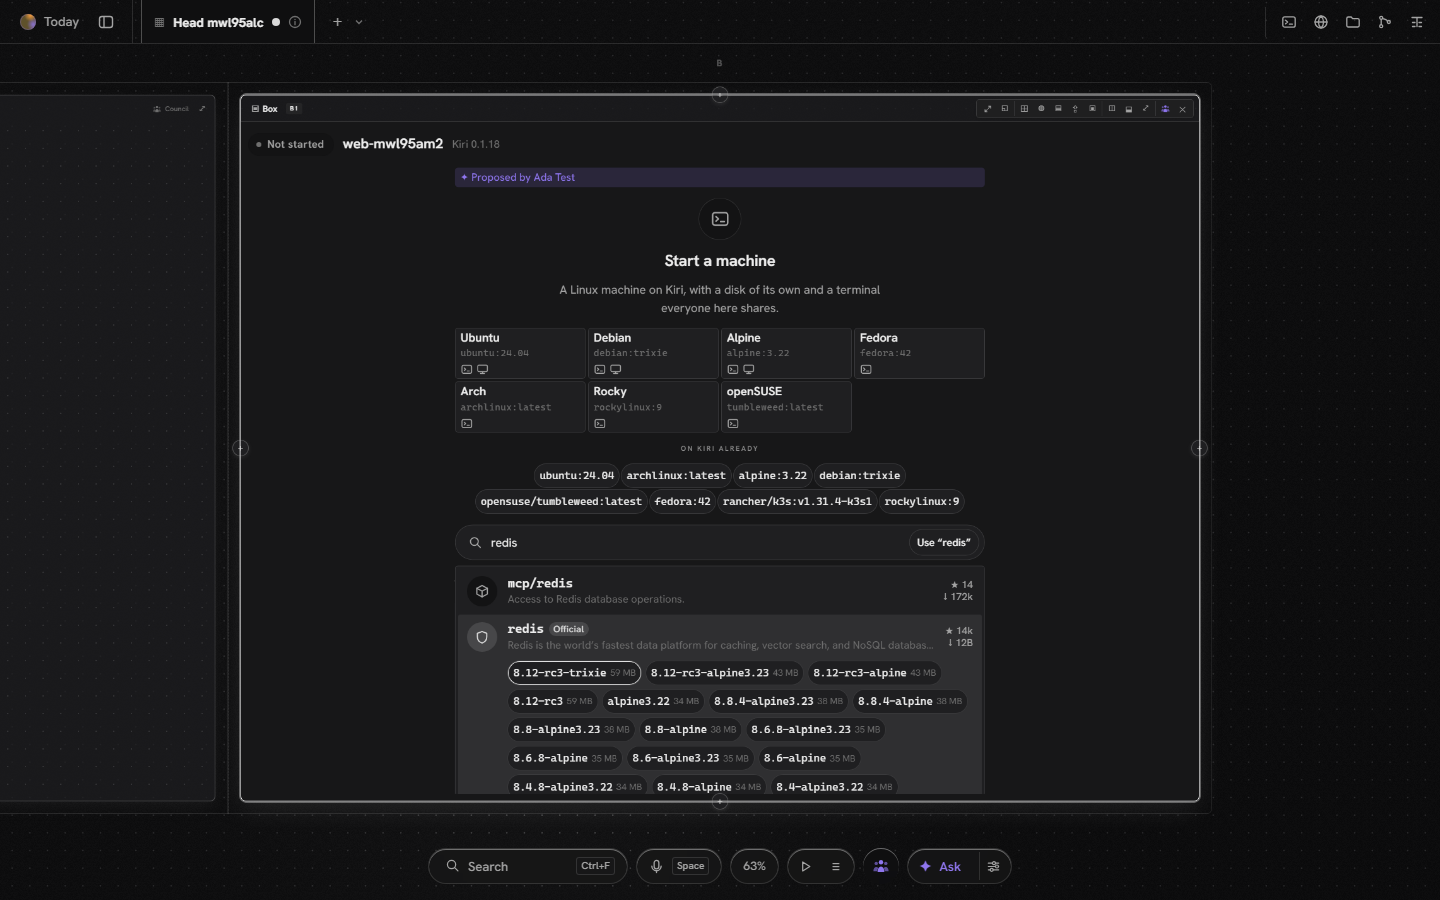 Today
Head mwl95alc
B
Council
Box B1
Not started web-mwl95am2 Kiri 0.1.18
Proposed by Ada Test
Start a machine
A Linux machine on Kiri, with a disk of its own and a terminal
everyone here shares.
Ubuntu
ubuntu:24.04
Debian
debian:trixie
Alpine
alpine:3.22
Fedora
fedora:42
Arch
archlinux:latest
Rocky
rockylinux:9
openSUSE
tumbleweed:latest
ON KIRI ALREADY
ubuntu:24.04 archlinux:latest alpine:3.22 debian:trixie
opensuse/tumbleweed:latest fedora:42 rancher/k3s:v1.31.4-k3s1 rockylinux:9
redis Use “redis”
mcp/redis ★ 14
Access to Redis database operations. ↓ 172k
redis Official ★ 14k
Redis is the world’s fastest data platform for caching, vector search, and NoSQL databas... ↓ 12B
8.12-rc3-trixie 59 MB 8.12-rc3-alpine3.23 43 MB 8.12-rc3-alpine 43 MB
8.12-rc3 59 MB alpine3.22 34 MB 8.8.4-alpine3.23 38 MB 8.8.4-alpine 38 MB
8.8-alpine3.23 38 MB 8.8-alpine 38 MB 8.6.8-alpine3.23 35 MB
8.6.8-alpine 35 MB 8.6-alpine3.23 35 MB 8.6-alpine 35 MB
8.4.8-alpine3.22 34 MB 8.4.8-alpine 34 MB 8.4-alpine3.22 34 MB
Search Ctrl+F Space 63% Ask